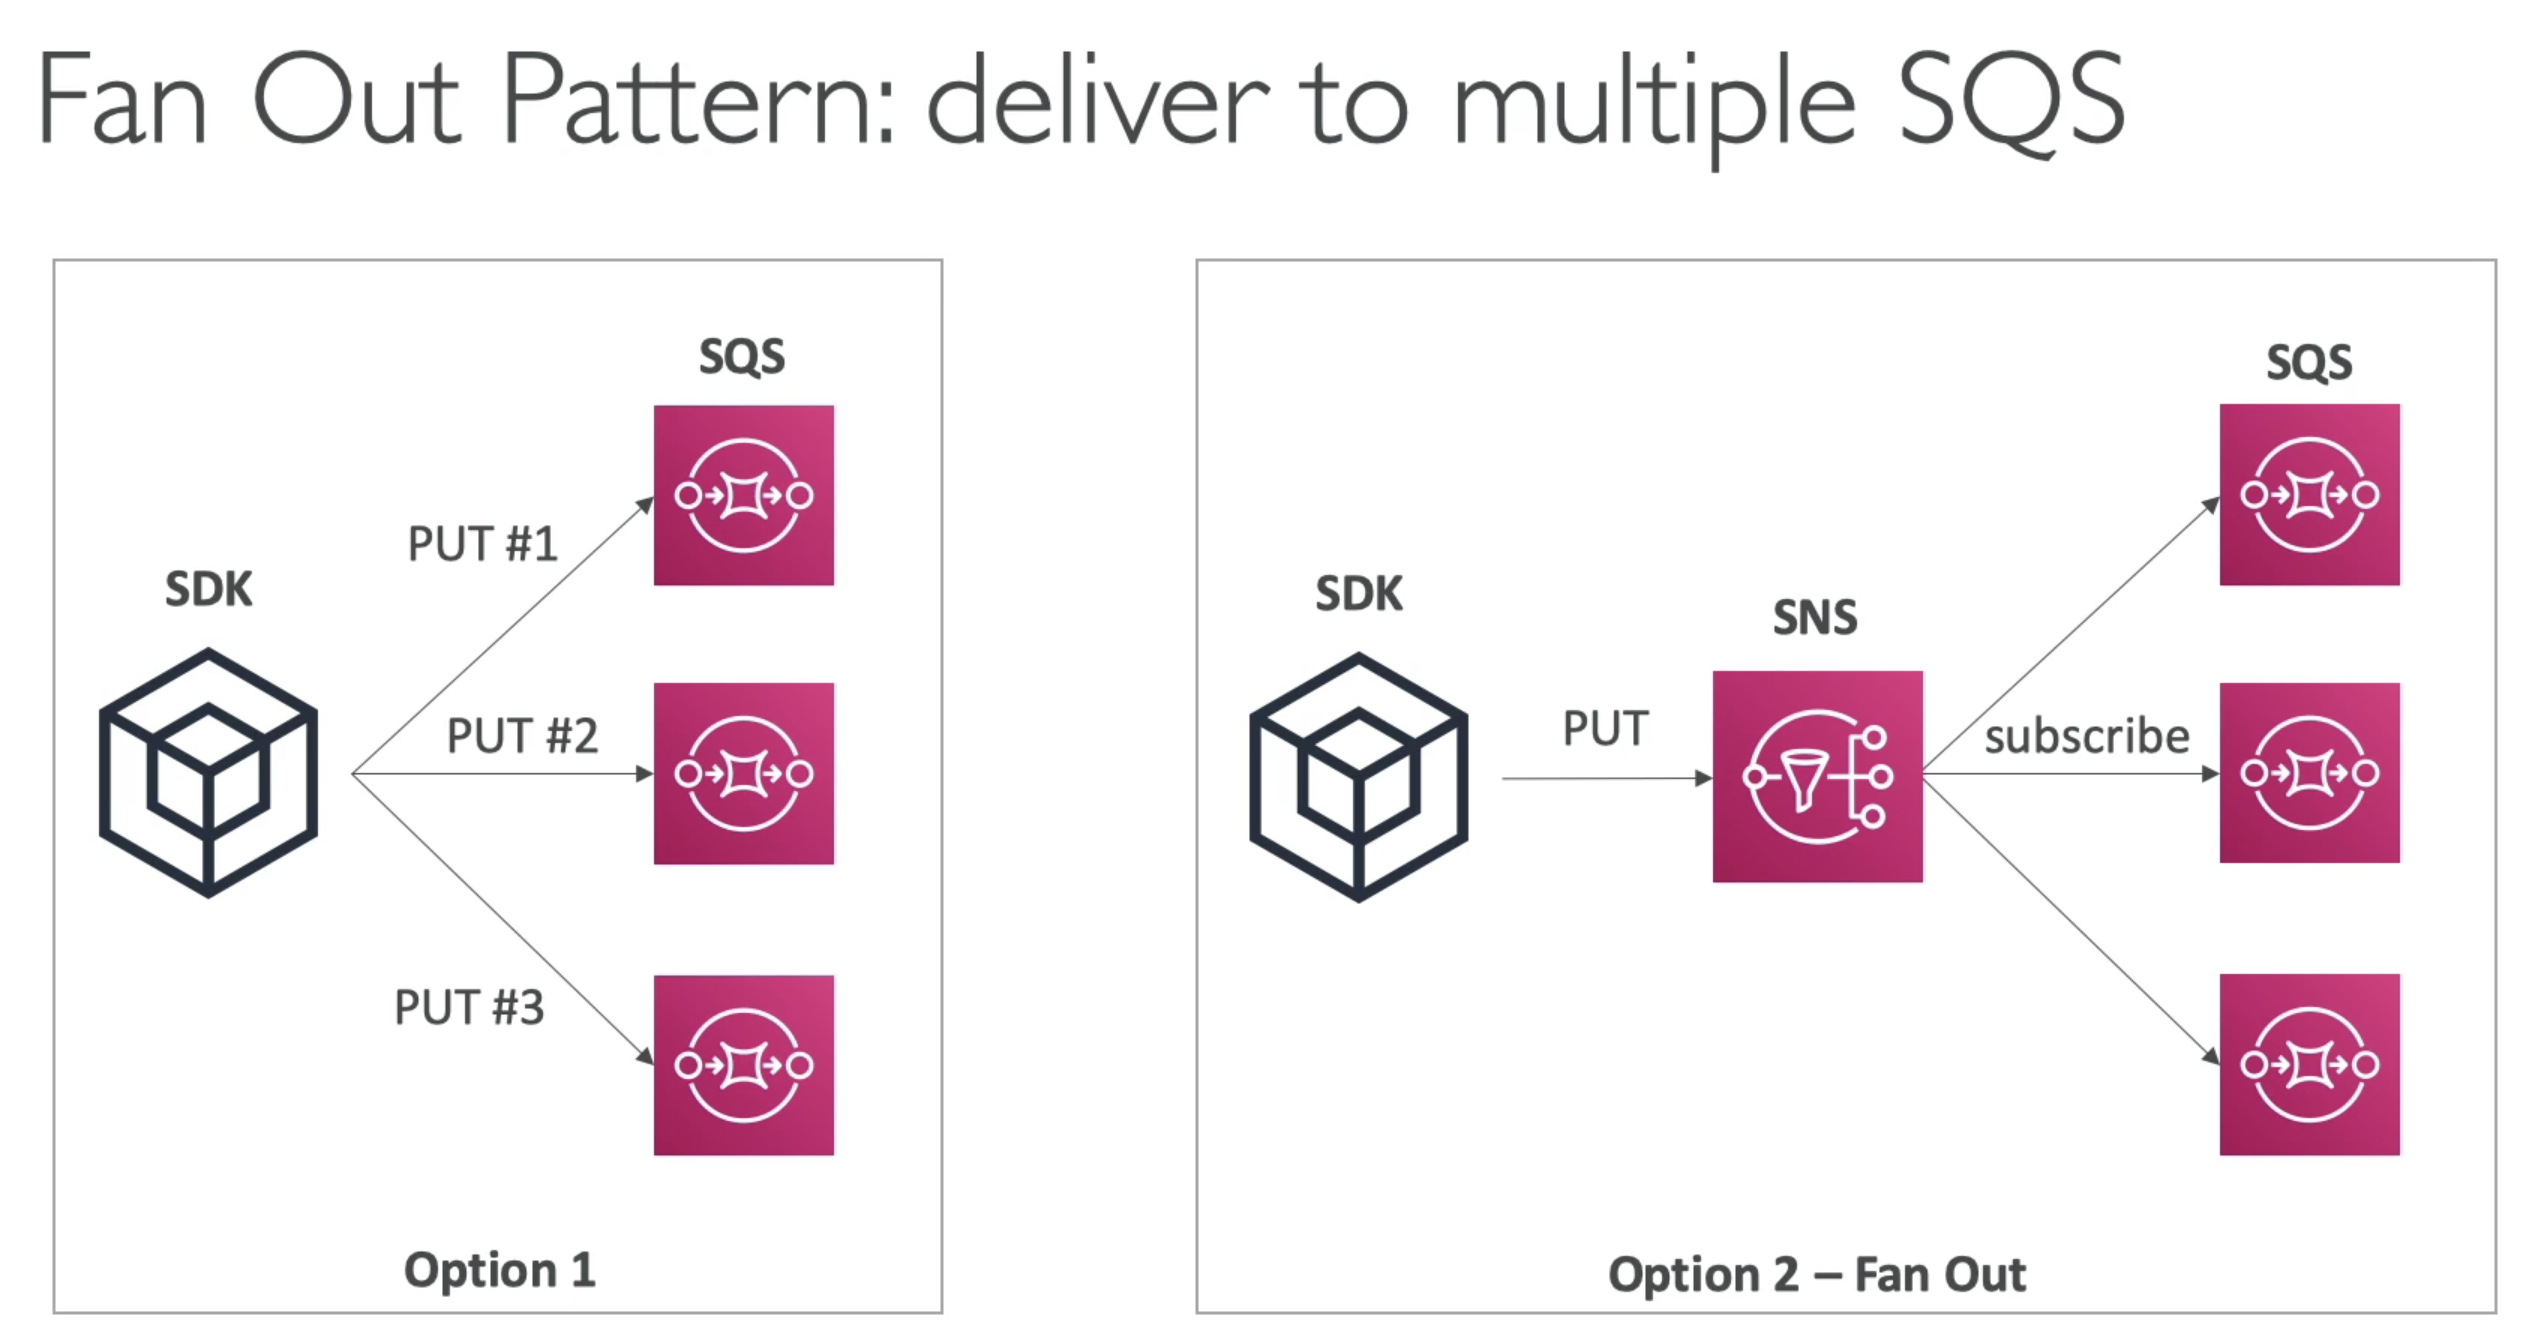 Fan Out Pattern: deliver to multiple SQS
SQS
PUT #1
SDK
PUT #2
PUT #3
Option 1
SQS
SDK
SNS
PUT
subscribe
Option 2 – Fan Out